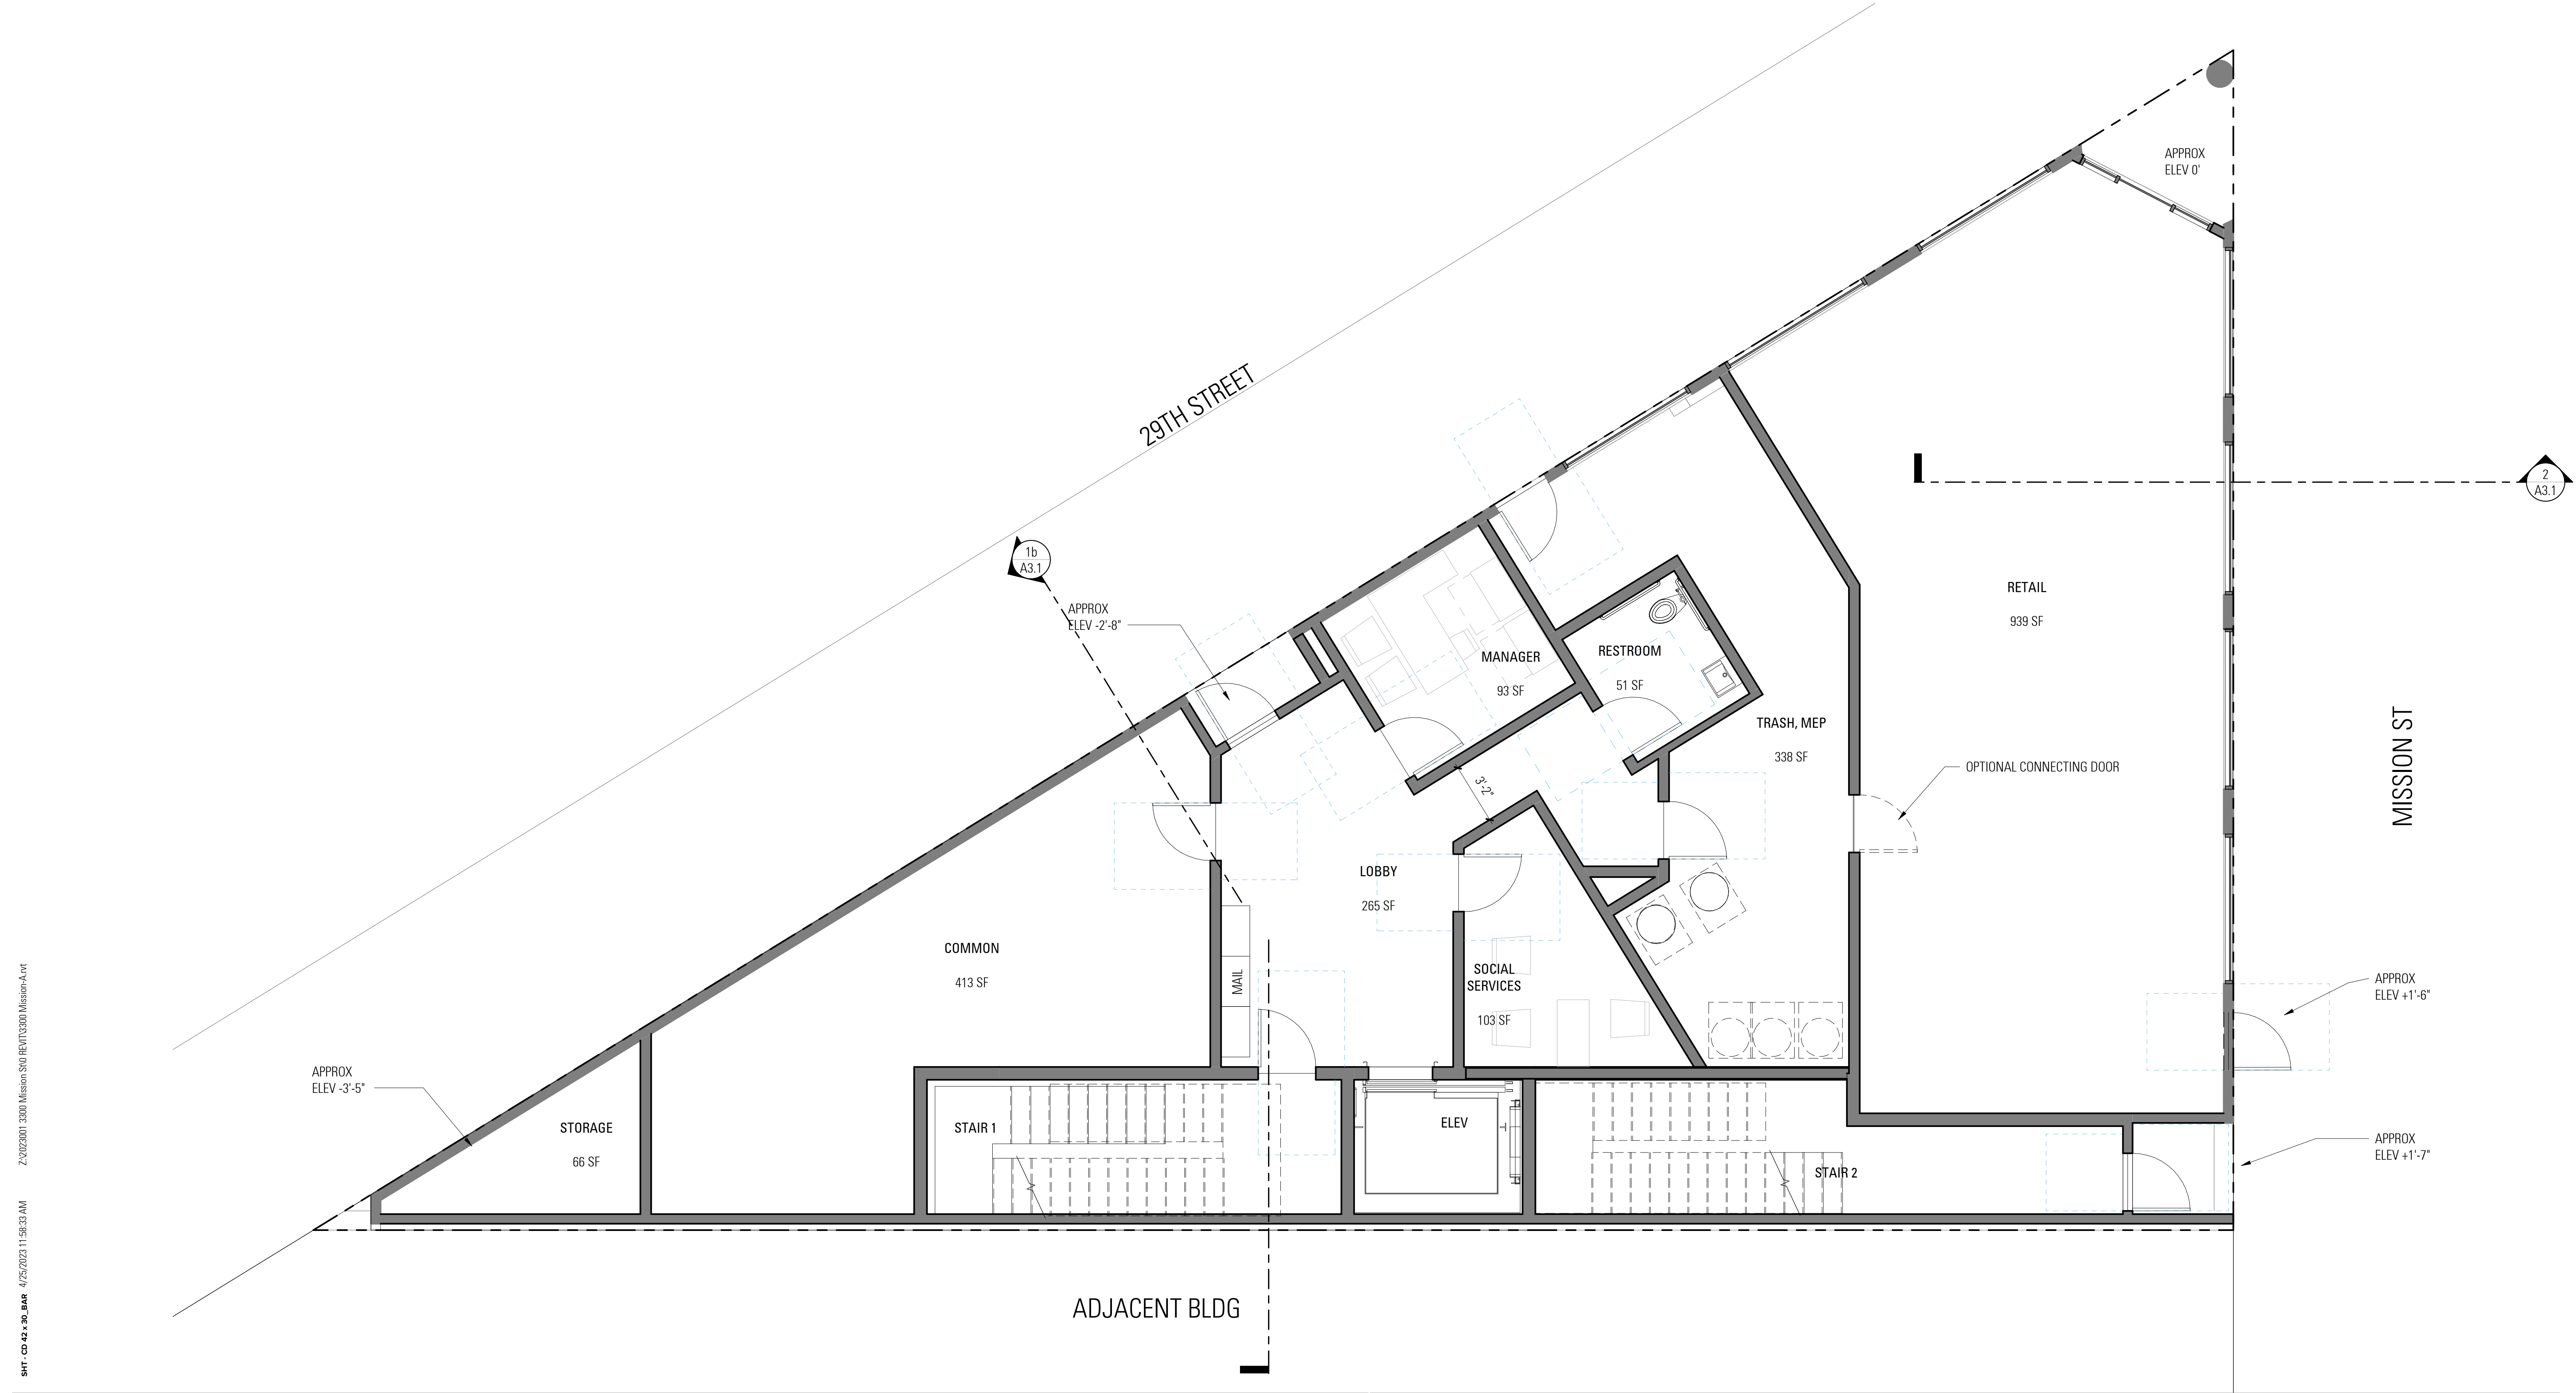 APPROX
ELEV 0'
29TH STREET
2
A3.1
1b
A3.1
APPROX
ELEV -2'-8"
RETAIL
939 SF
MANAGER
93 SF
RESTROOM
51 SF
TRASH, MEP
338 SF
OPTIONAL CONNECTING DOOR
MISSION ST
3'-2"
LOBBY
265 SF
COMMON
413 SF
MAIL
SOCIAL
SERVICES
103 SF
APPROX
ELEV +1'-6"
APPROX
ELEV -3'-5"
STORAGE
66 SF
STAIR 1
ELEV
STAIR 2
APPROX
ELEV +1'-7"
ADJACENT BLDG
SHT - CD 42 x 30_BAR 4/25/2023 11:58:33 AM Z:\2023001 3300 Mission St\0 REVIT\3300 Mission-A.rvt